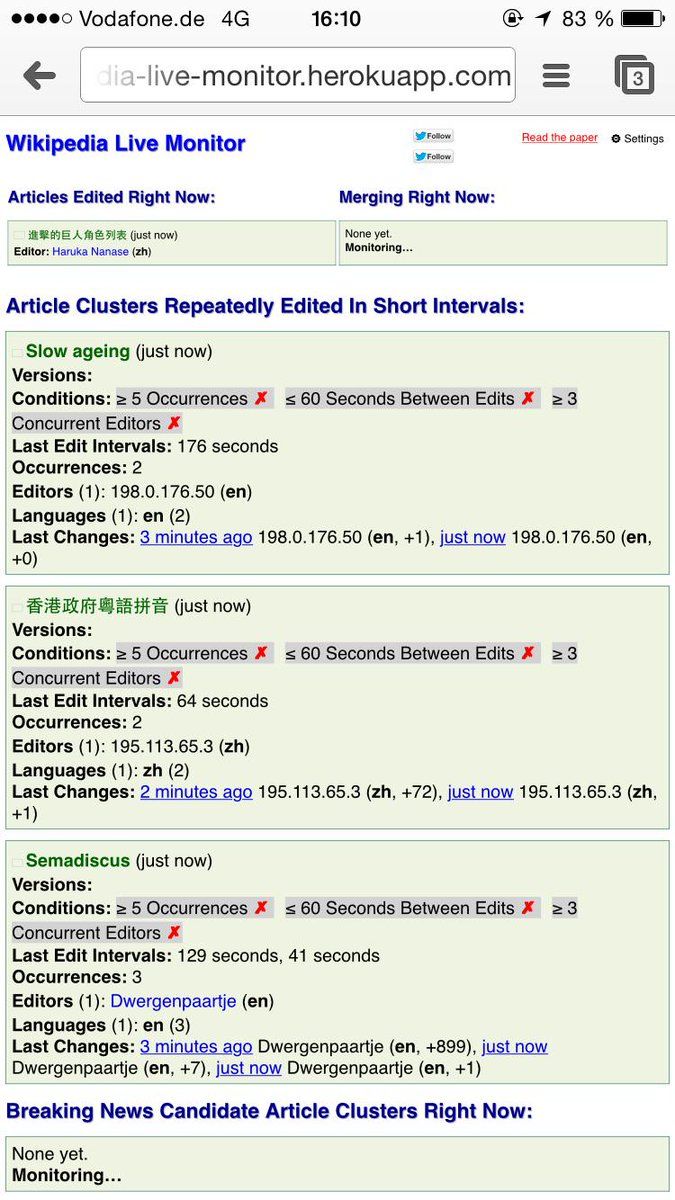 Vodafone.de 4G 16:10 83 %
dia-live-monitor.herokuapp.com 3
Wikipedia Live Monitor
Follow
Follow
Read the paper
Settings
Articles Edited Right Now:
進擊的巨人角色列表 (just now)
Editor: Haruka Nanase (zh)
Merging Right Now:
None yet.
Monitoring...
Article Clusters Repeatedly Edited In Short Intervals:
Slow ageing (just now)
Versions:
Conditions: ≥ 5 Occurrences ✗ ≤ 60 Seconds Between Edits ✗ ≥ 3
Concurrent Editors ✗
Last Edit Intervals: 176 seconds
Occurrences: 2
Editors (1): 198.0.176.50 (en)
Languages (1): en (2)
Last Changes: 3 minutes ago 198.0.176.50 (en, +1), just now 198.0.176.50 (en,
+0)
香港政府粵語拼音 (just now)
Versions:
Conditions: ≥ 5 Occurrences ✗ ≤ 60 Seconds Between Edits ✗ ≥ 3
Concurrent Editors ✗
Last Edit Intervals: 64 seconds
Occurrences: 2
Editors (1): 195.113.65.3 (zh)
Languages (1): zh (2)
Last Changes: 2 minutes ago 195.113.65.3 (zh, +72), just now 195.113.65.3 (zh,
+1)
Semadiscus (just now)
Versions:
Conditions: ≥ 5 Occurrences ✗ ≤ 60 Seconds Between Edits ✗ ≥ 3
Concurrent Editors ✗
Last Edit Intervals: 129 seconds, 41 seconds
Occurrences: 3
Editors (1): Dwergenpaartje (en)
Languages (1): en (3)
Last Changes: 3 minutes ago Dwergenpaartje (en, +899), just now
Dwergenpaartje (en, +7), just now Dwergenpaartje (en, +1)
Breaking News Candidate Article Clusters Right Now:
None yet.
Monitoring...